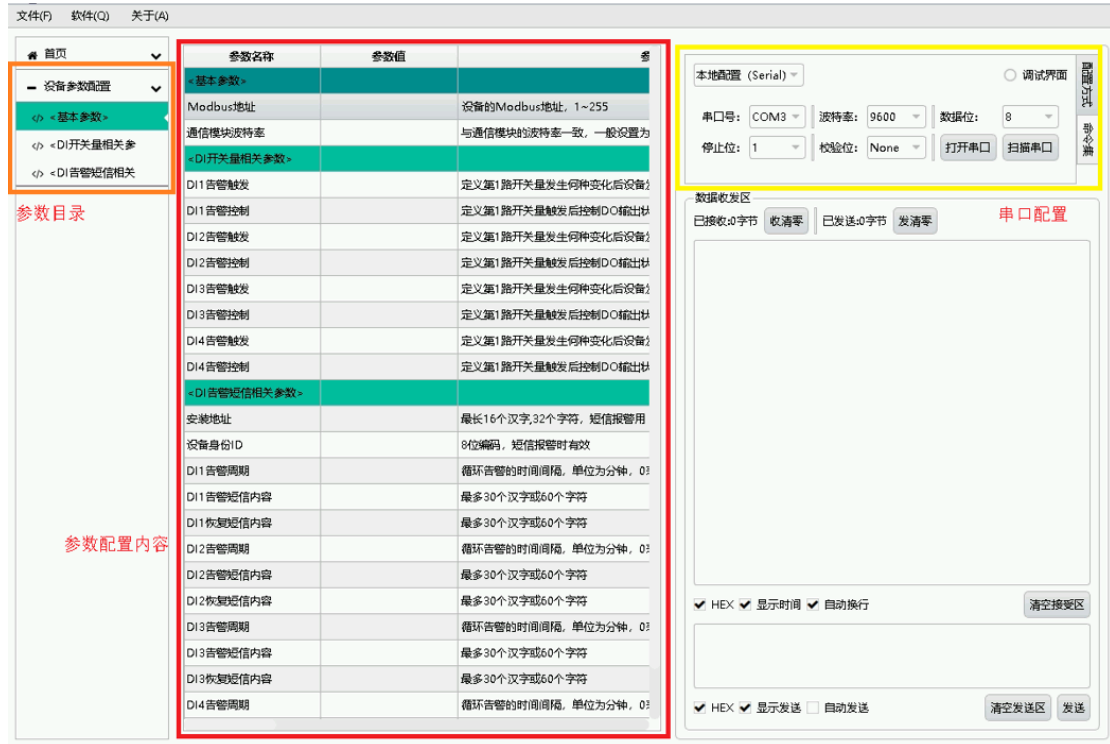 文件(F) 软件(Q) 关于(A)
首页
设备参数配置
<基本参数>
<DI开关量相关参
<DI告警短信相关
参数目录
参数配置内容
参数名称 参数值 参
<基本参数>
Modbus地址 设备的Modbus地址，1~255
通信模块波特率 与通信模块的波特率一致，一般设置为
<DI开关量相关参数>
DI1告警触发 定义第1路开关量发生何种变化后设备发
DI1告警控制 定义第1路开关量触发后控制DO输出状
DI2告警触发 定义第1路开关量发生何种变化后设备发
DI2告警控制 定义第1路开关量触发后控制DO输出状
DI3告警触发 定义第1路开关量发生何种变化后设备发
DI3告警控制 定义第1路开关量触发后控制DO输出状
DI4告警触发 定义第1路开关量发生何种变化后设备发
DI4告警控制 定义第1路开关量触发后控制DO输出状
<DI告警短信相关参数>
安装地址 最长16个汉字,32个字符，短信报警用
设备身份ID 8位编码，短信报警时有效
DI1告警周期 循环告警的时间间隔，单位为分钟，0表
DI1告警短信内容 最多30个汉字或60个字符
DI1恢复短信内容 最多30个汉字或60个字符
DI2告警周期 循环告警的时间间隔，单位为分钟，0表
DI2告警短信内容 最多30个汉字或60个字符
DI2恢复短信内容 最多30个汉字或60个字符
DI3告警周期 循环告警的时间间隔，单位为分钟，0表
DI3告警短信内容 最多30个汉字或60个字符
DI3恢复短信内容 最多30个汉字或60个字符
DI4告警周期 循环告警的时间间隔，单位为分钟，0表
本地配置 (Serial) 调试界面
串口号: COM3 波特率: 9600 数据位: 8
停止位: 1 校验位: None 打开串口 扫描串口
配置方式
命令集
数据收发区
串口配置
已接收:0字节 收清零 已发送:0字节 发清零
HEX 显示时间 自动换行 清空接受区
HEX 显示发送 自动发送 清空发送区 发送